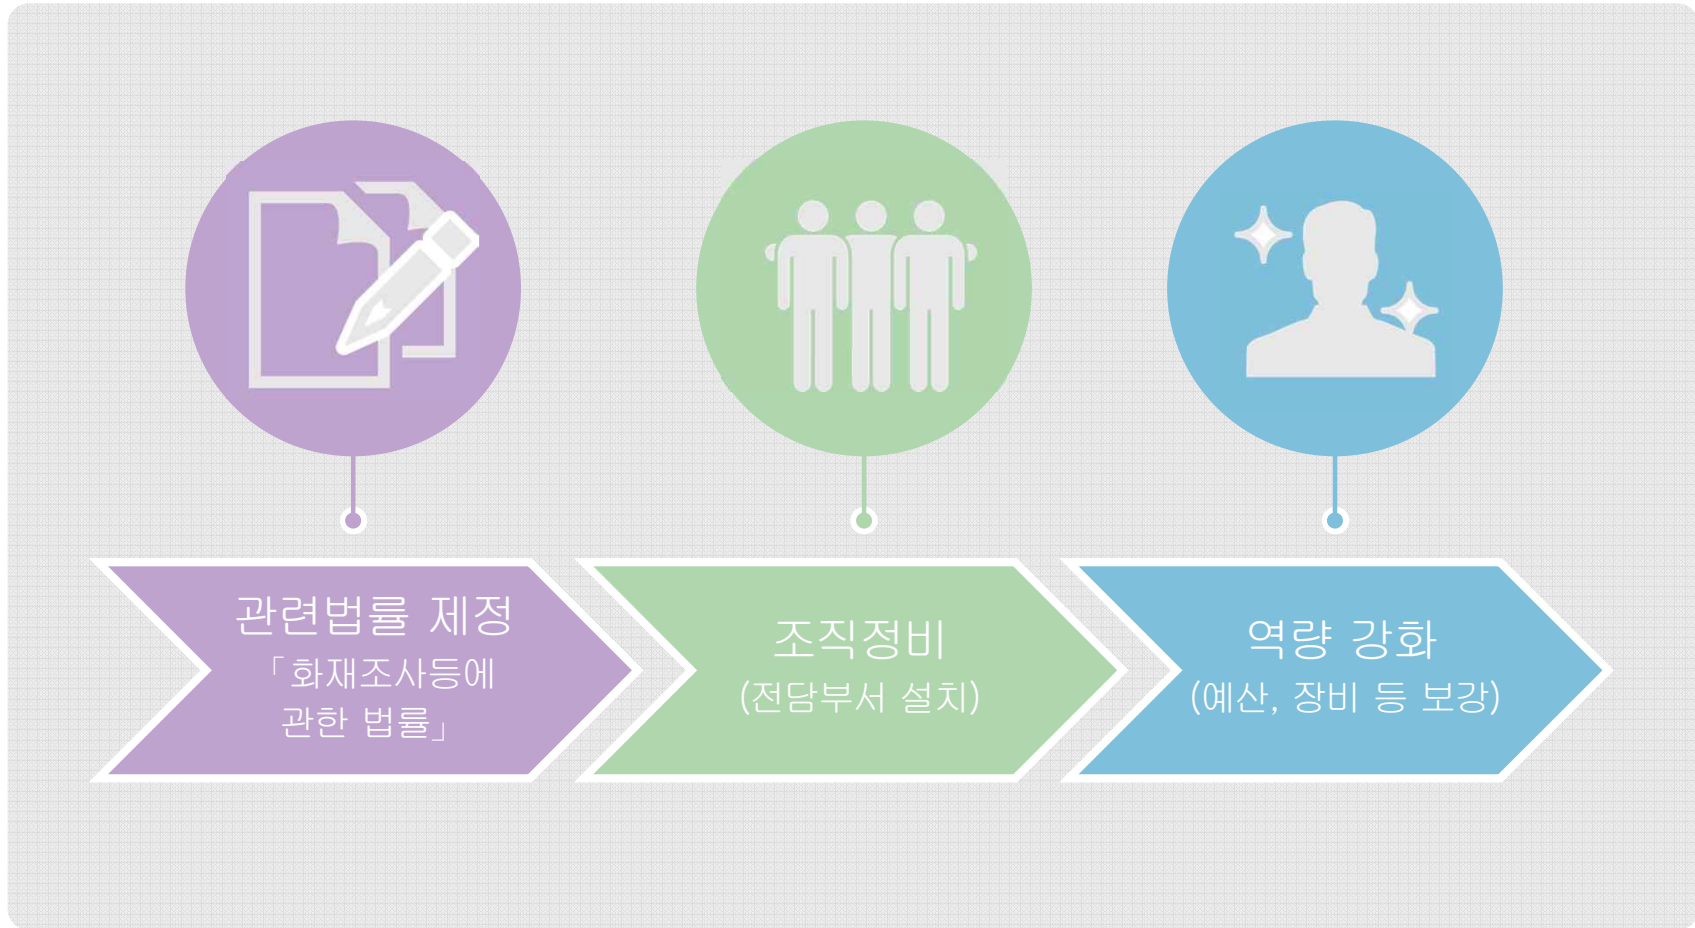 관련법률 제정
「화재조사등에
관한 법률」
조직정비
(전담부서 설치)
역량 강화
(예산, 장비 등 보강)